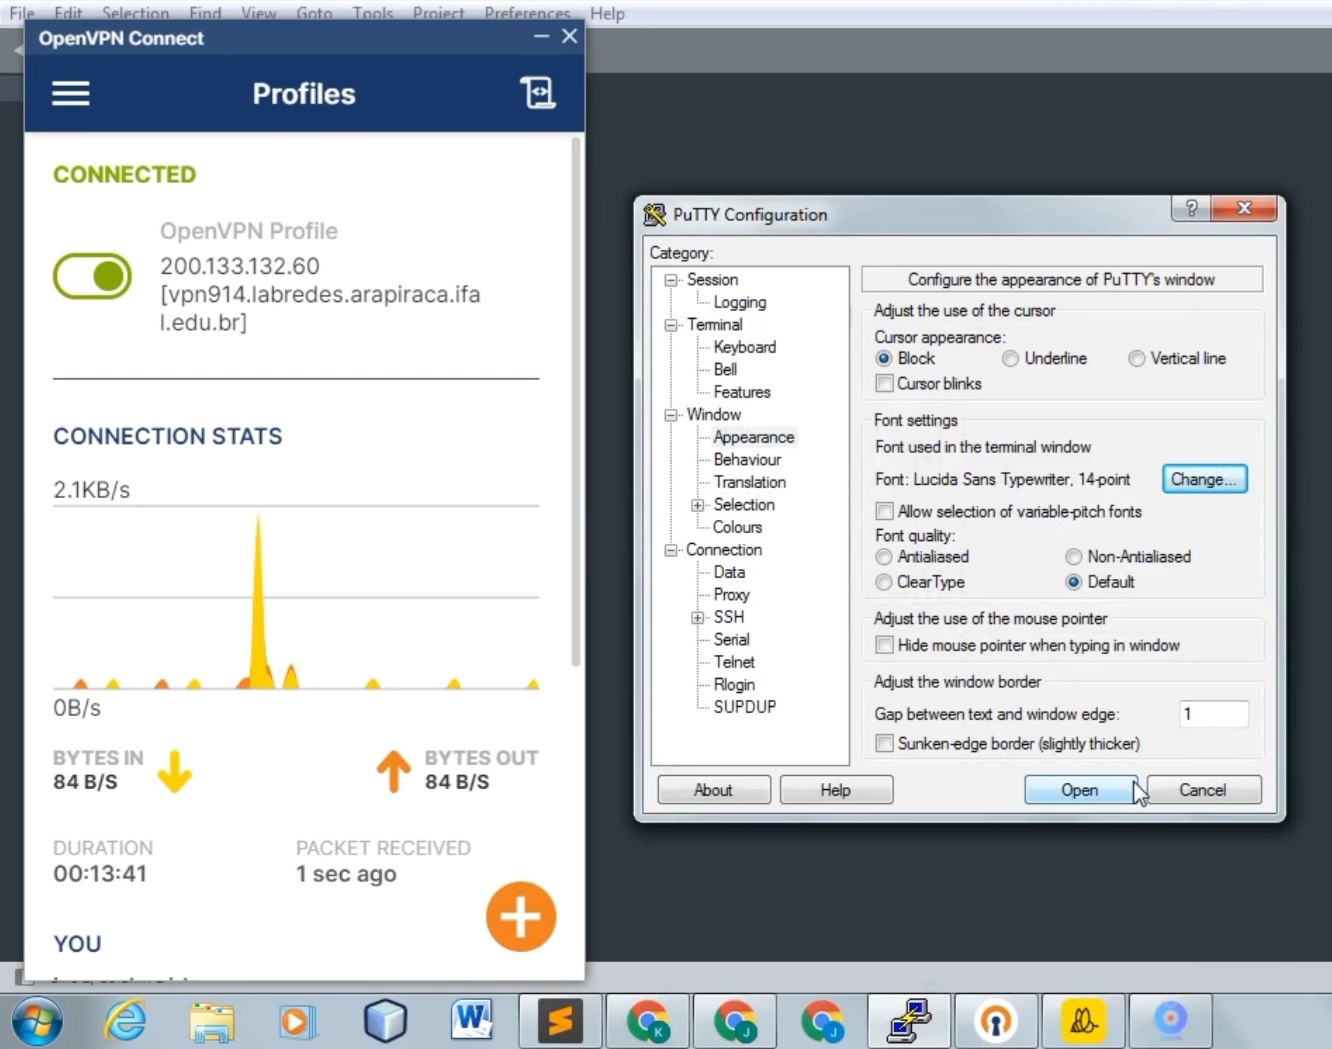 File Edit Selection Find View Goto Tools Project Preferences Help
OpenVPN Connect
Profiles
CONNECTED
OpenVPN Profile
200.133.132.60
[vpn914.labredes.arapiraca.ifa
l.edu.br]
CONNECTION STATS
2.1KB/s
0B/s
BYTES IN
84 B/S
BYTES OUT
84 B/S
DURATION
00:13:41
PACKET RECEIVED
1 sec ago
YOU
PuTTY Configuration
Category:
Session
Logging
Terminal
Keyboard
Bell
Features
Window
Appearance
Behaviour
Translation
Selection
Colours
Connection
Data
Proxy
SSH
Serial
Telnet
Rlogin
SUPDUP
Configure the appearance of PuTTY's window
Adjust the use of the cursor
Cursor appearance:
Block Underline Vertical line
Cursor blinks
Font settings
Font used in the terminal window
Font: Lucida Sans Typewriter, 14-point Change...
Allow selection of variable-pitch fonts
Font quality:
Antialiased Non-Antialiased
ClearType Default
Adjust the use of the mouse pointer
Hide mouse pointer when typing in window
Adjust the window border
Gap between text and window edge: 1
Sunken-edge border (slightly thicker)
About Help Open Cancel
K J J